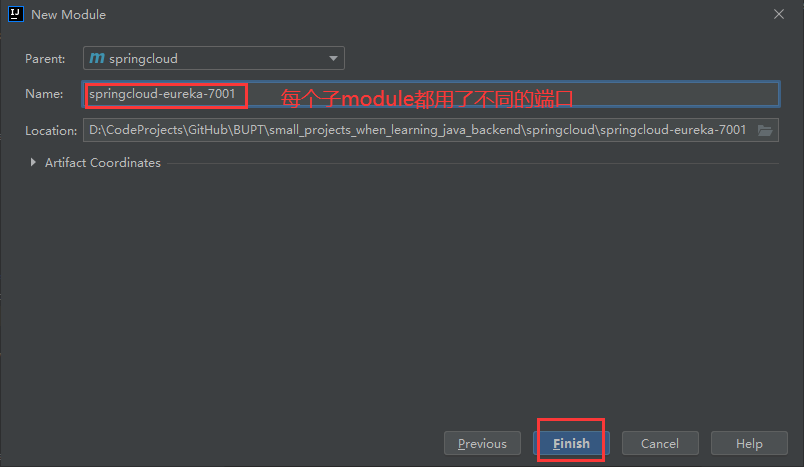 New Module
Parent: m springcloud
Name: springcloud-eureka-7001 每个子module都用了不同的端口
Location: D:\CodeProjects\GitHub\BUPT\small_projects_when_learning_java_backend\springcloud\springcloud-eureka-7001
Artifact Coordinates
Previous Finish Cancel Help